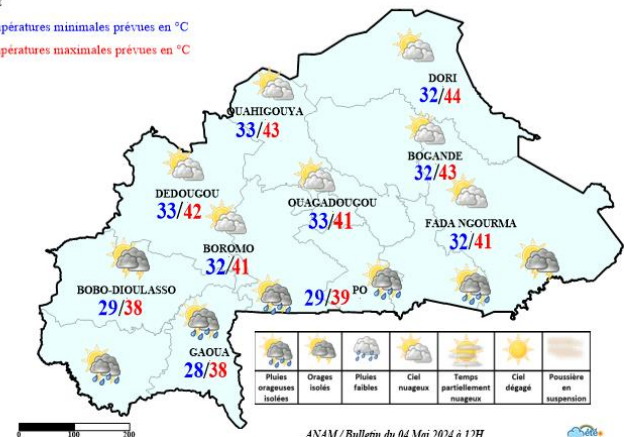 pératures minimales prévues en °C
pératures maximales prévues en °C
DORI
32/44
OUAHIGOUYA
33/43
BOGANDE
32/43
DEDOUGOU
33/42
OUAGADOUGOU
33/41
FADA NGOURMA
32/41
BOROMO
32/41
BOBO-DIOULASSO
29/38
29/39 PO
GAOUA
28/38
Pluies orageuses isolées
Orages isolés
Pluies faibles
Ciel nuageux
Temps partiellement nuageux
Ciel dégagé
Poussière en suspension
0 100 200
ANAM / Bulletin du 04 Mai 2024 à 12H